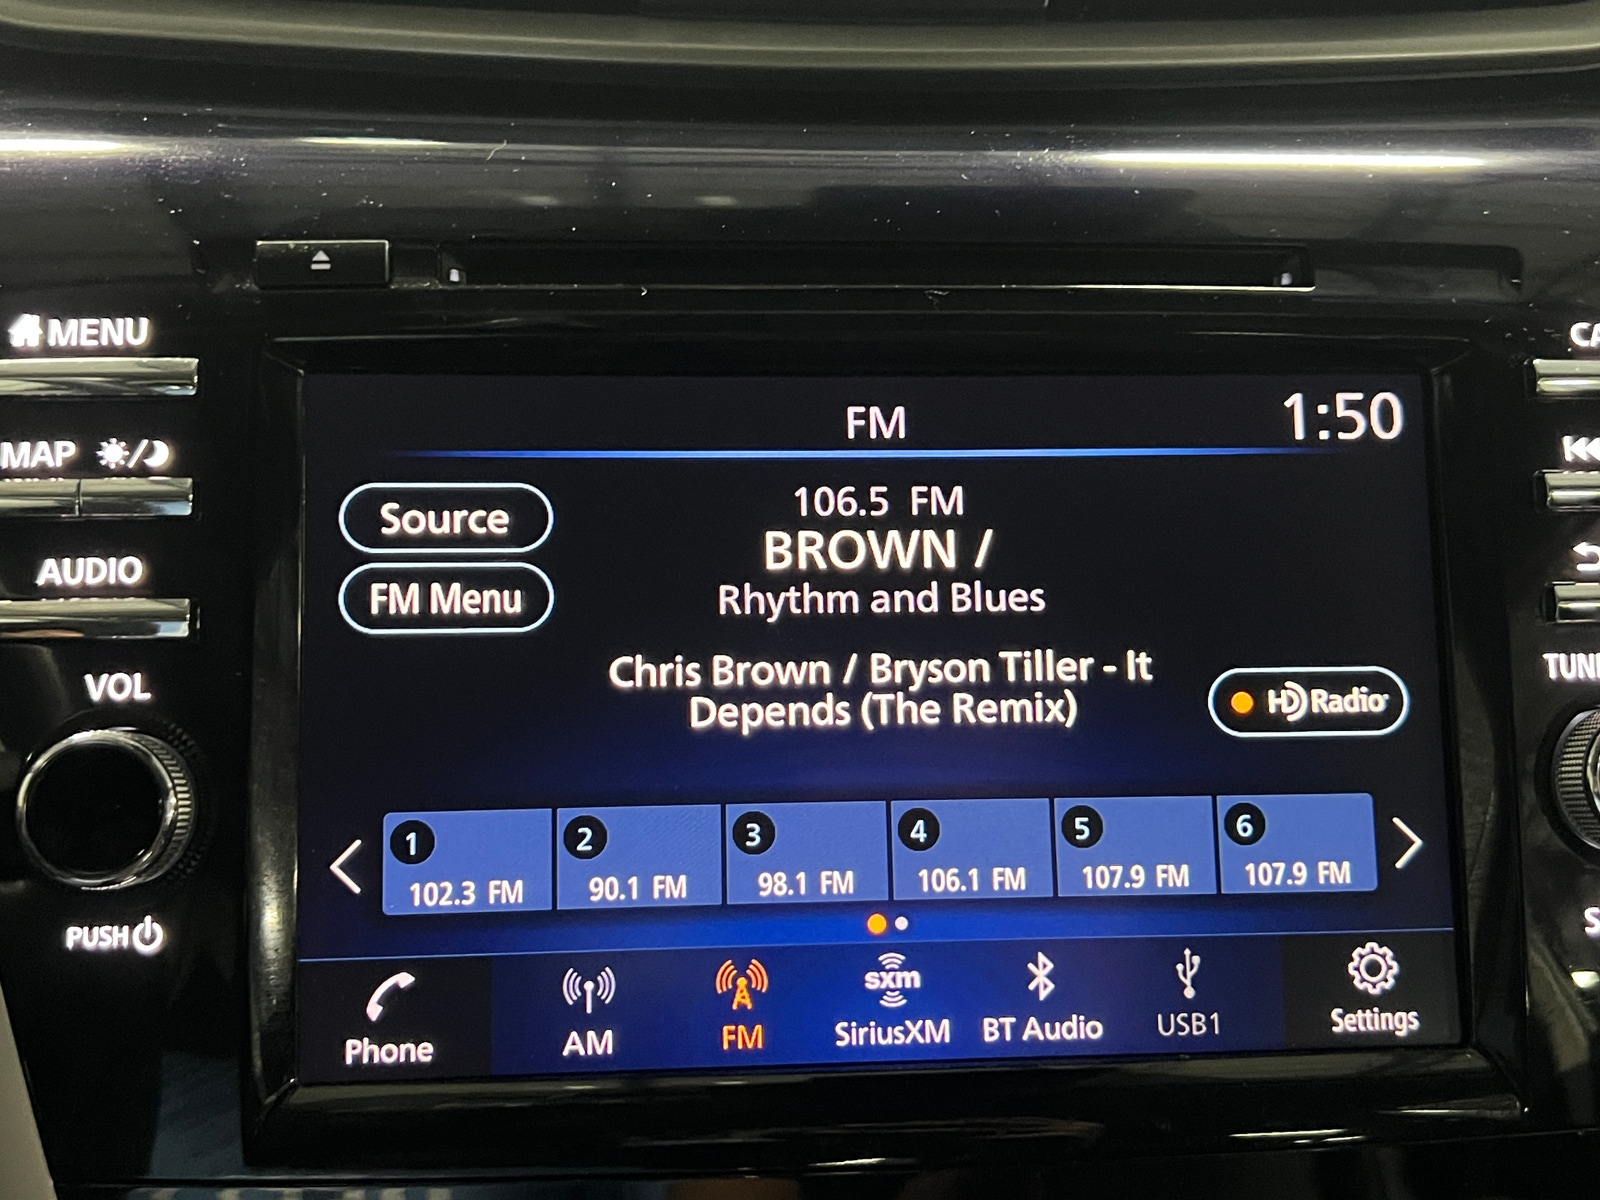 MENU
MAP
AUDIO
VOL
PUSH
FM
1:50
Source
FM Menu
106.5 FM
BROWN /
Rhythm and Blues
Chris Brown / Bryson Tiller - It
Depends (The Remix)
HD Radio
1 2 3 4 5 6
102.3 FM 90.1 FM 98.1 FM 106.1 FM 107.9 FM 107.9 FM
Phone
AM
FM
sxm
SiriusXM
BT Audio
USB1
Settings
CA
TUN
S